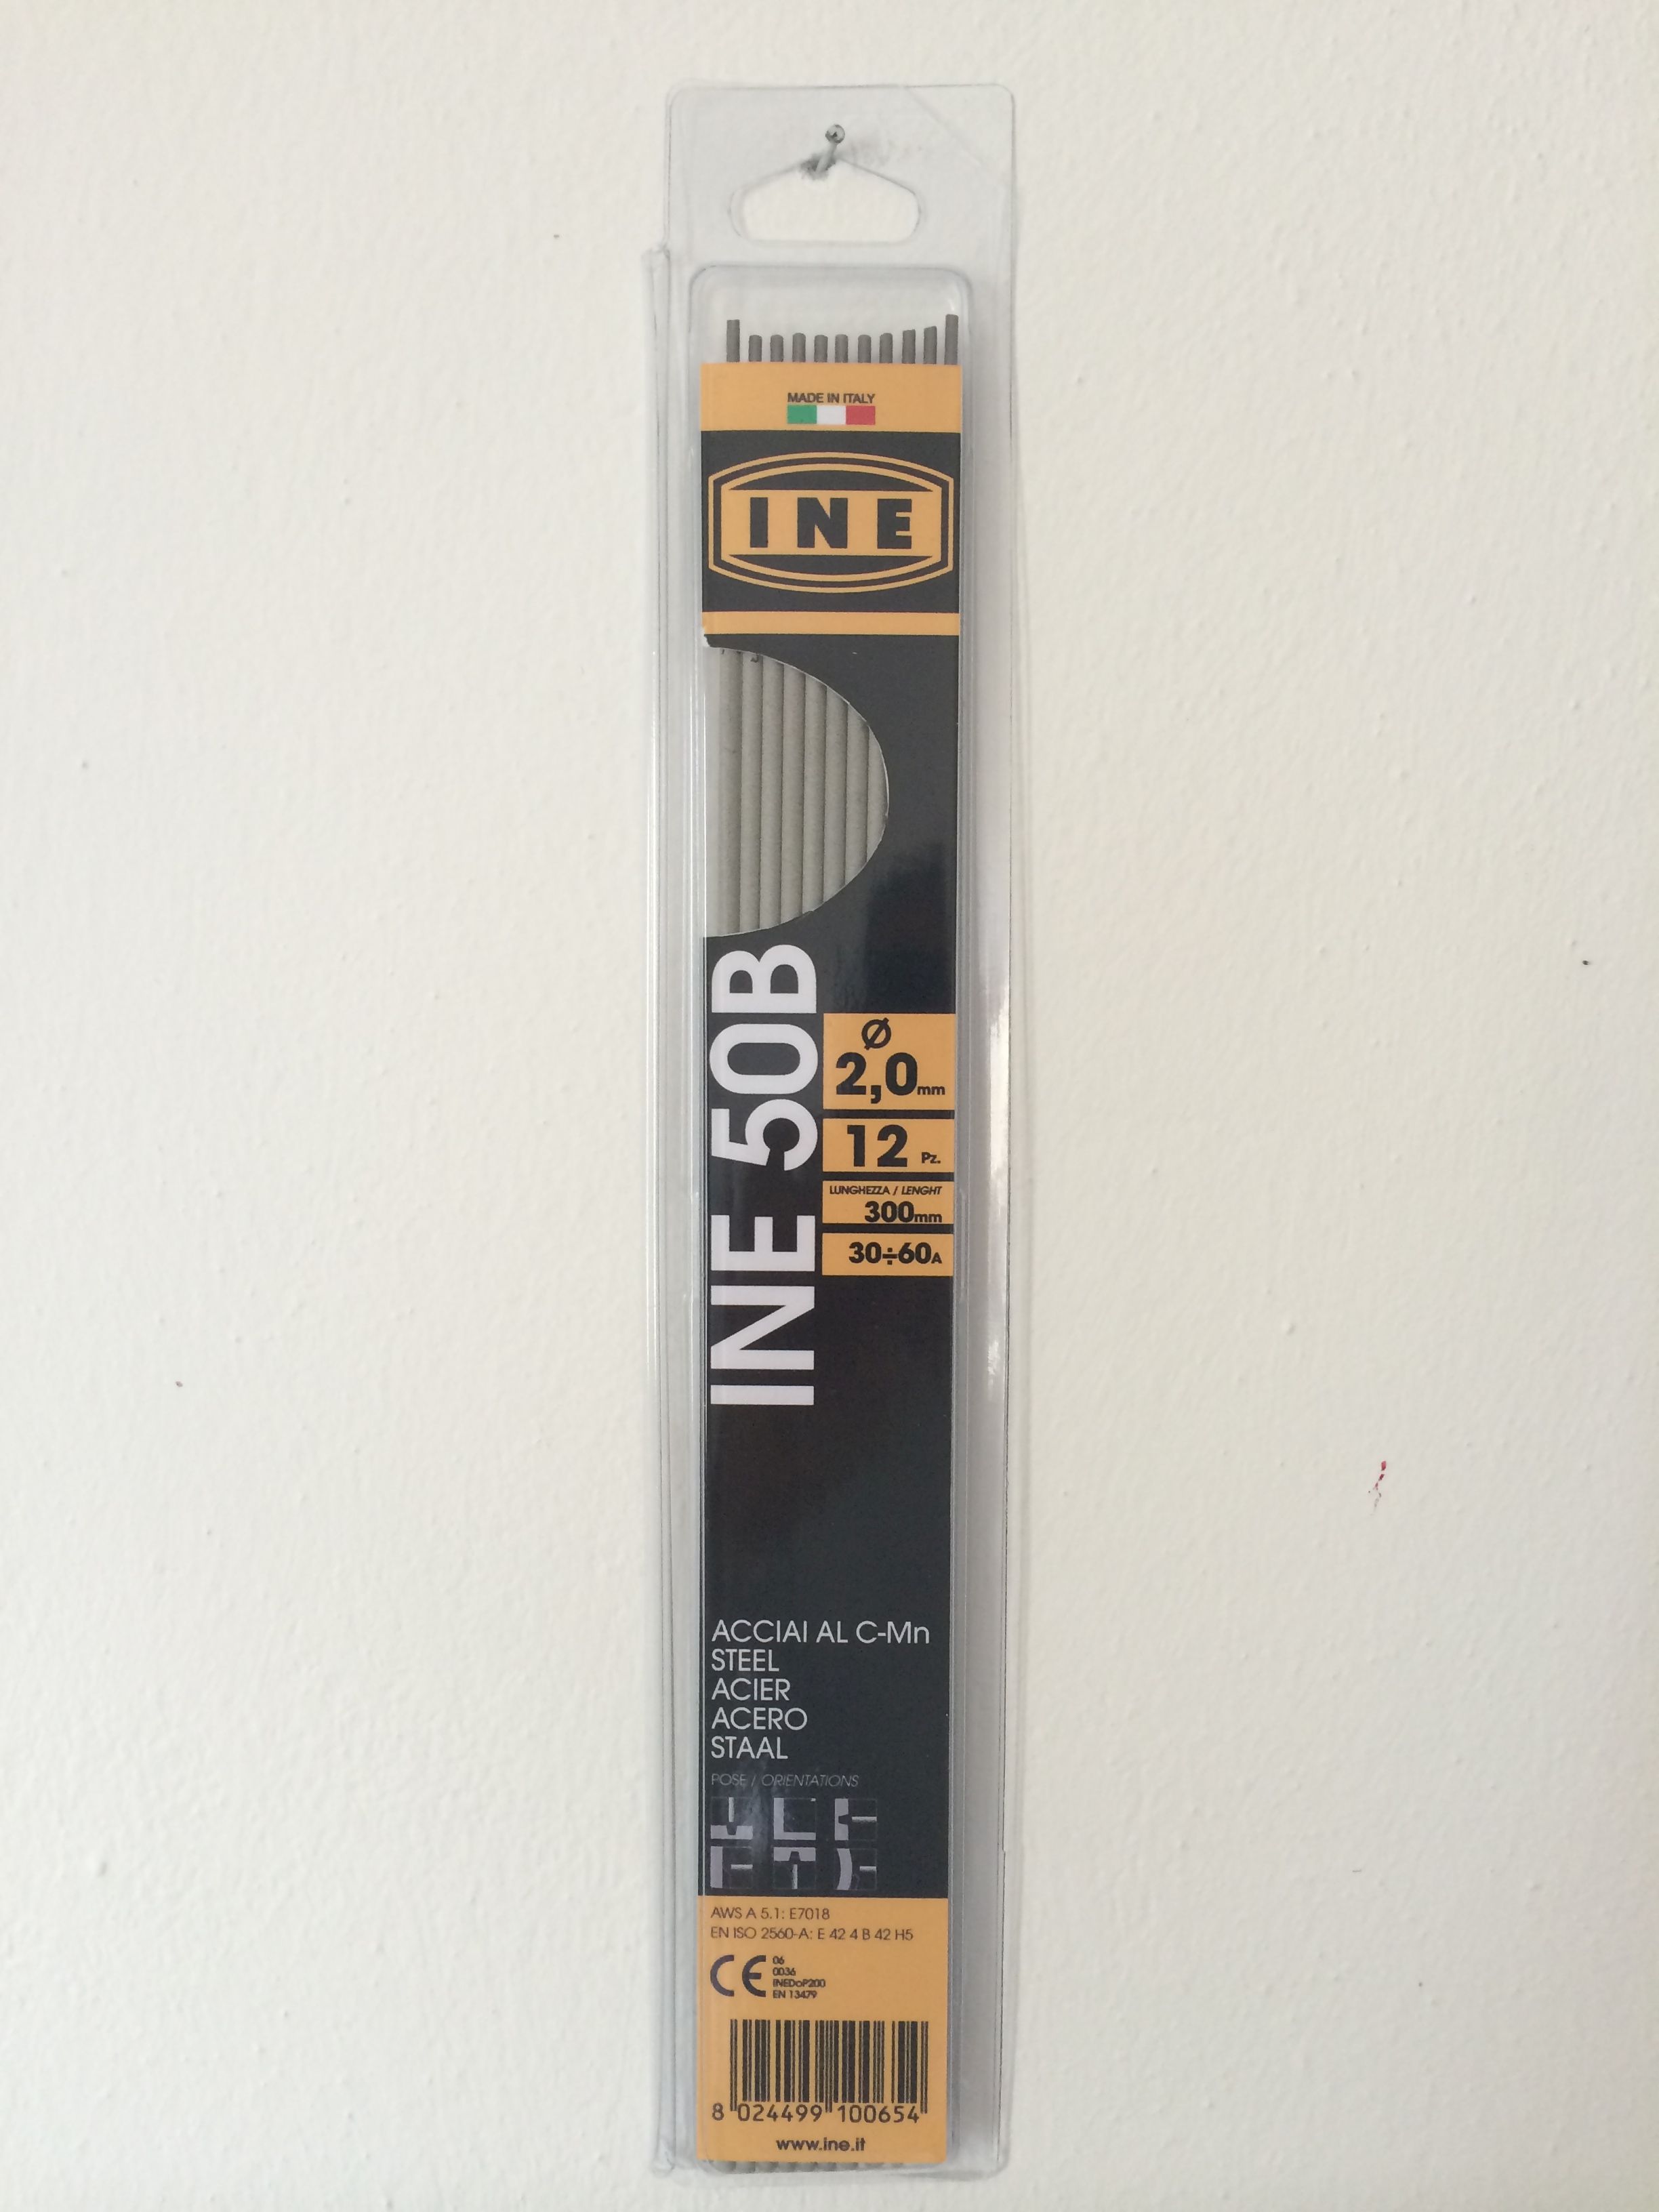 MADE IN ITALY
INE
INE 50B
Ø
2,0mm
12 Pz.
LUNGHEZZA / LENGHT
300mm
30÷60A
ACCIAI AL C-Mn
STEEL
ACIER
ACERO
STAAL
POSE / ORIENTATIONS
AWS A 5.1: E7018
EN ISO 2560-A: E 42 4 B 42 H5
CE
06
0036
INEDoP200
EN 13479
8 024499 100654
www.ine.it